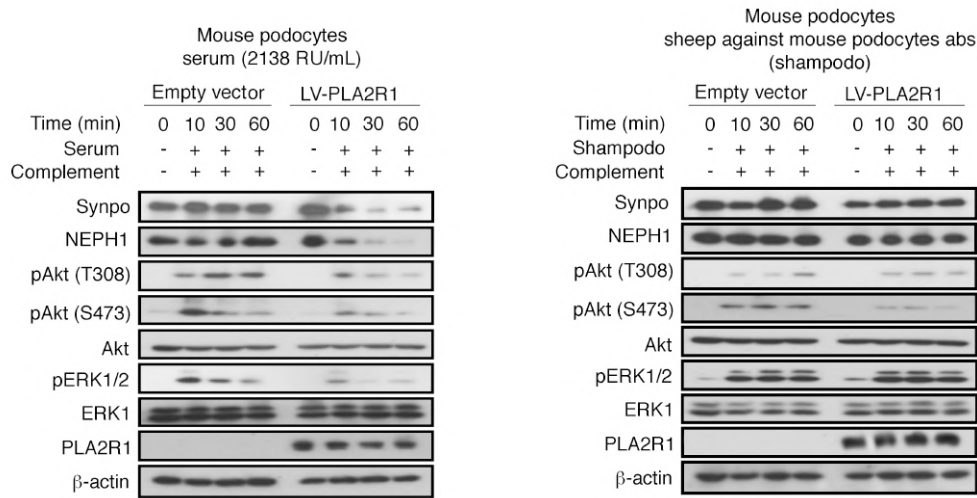 Mouse podocytes
serum (2138 RU/mL)
Empty vector LV-PLA2R1
Time (min) 0 10 30 60 0 10 30 60
Serum - + + + - + + +
Complement - + + + - + + +
Synpo
NEPH1
pAkt (T308)
pAkt (S473)
Akt
pERK1/2
ERK1
PLA2R1
β-actin
Mouse podocytes
sheep against mouse podocytes abs
(shampodo)
Empty vector LV-PLA2R1
Time (min) 0 10 30 60 0 10 30 60
Shampodo - + + + - + + +
Complement - + + + - + + +
Synpo
NEPH1
pAkt (T308)
pAkt (S473)
Akt
pERK1/2
ERK1
PLA2R1
β-actin